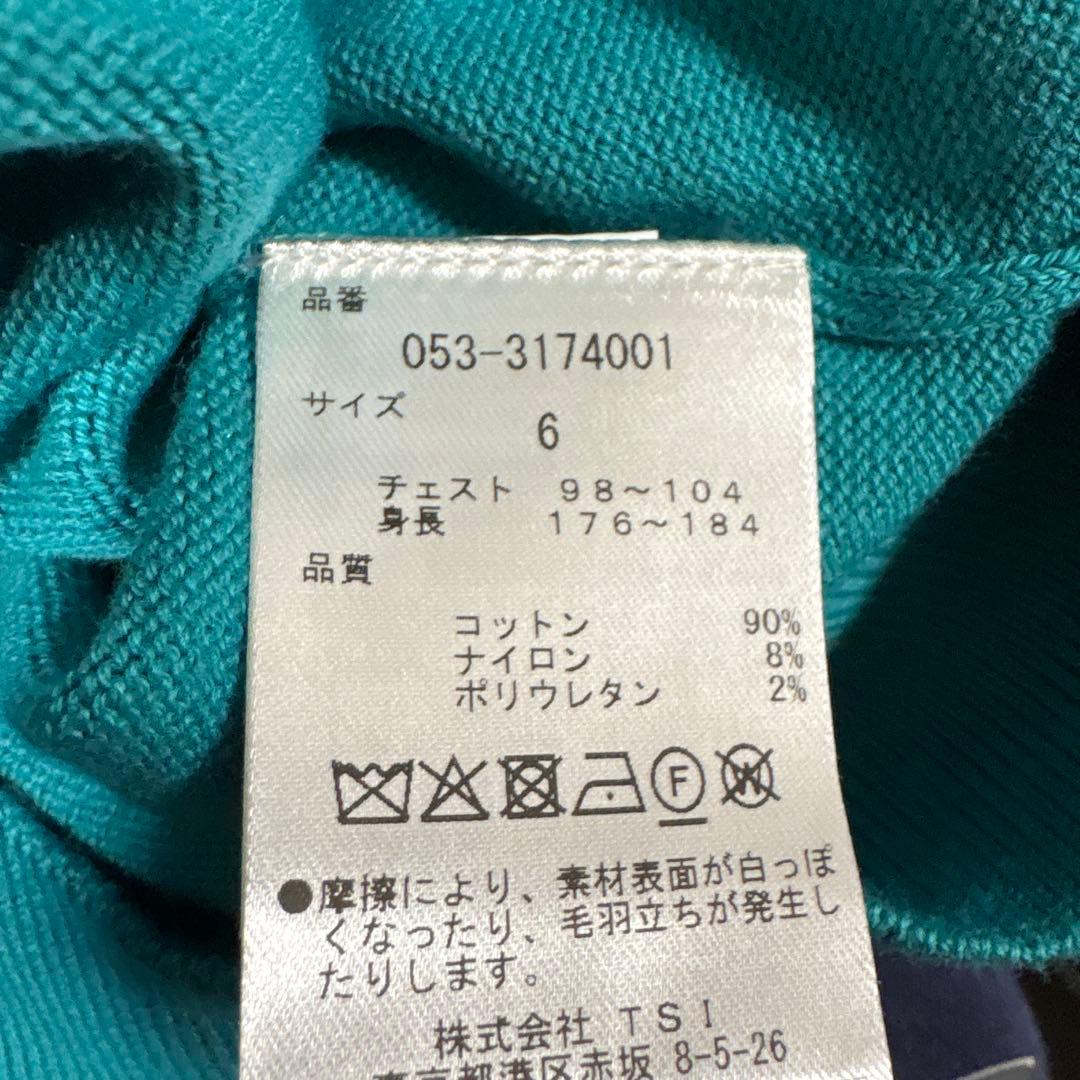 品番
053-3174001
サイズ
6
チェスト 98～104
身長 176～184
品質
コットン 90%
ナイロン 8%
ポリウレタン 2%
F W
●摩擦により、素材表面が白っぽ
くなったり、毛羽立ちが発生し
たりします。
株式会社 TSI
東京都港区赤坂 8-5-26